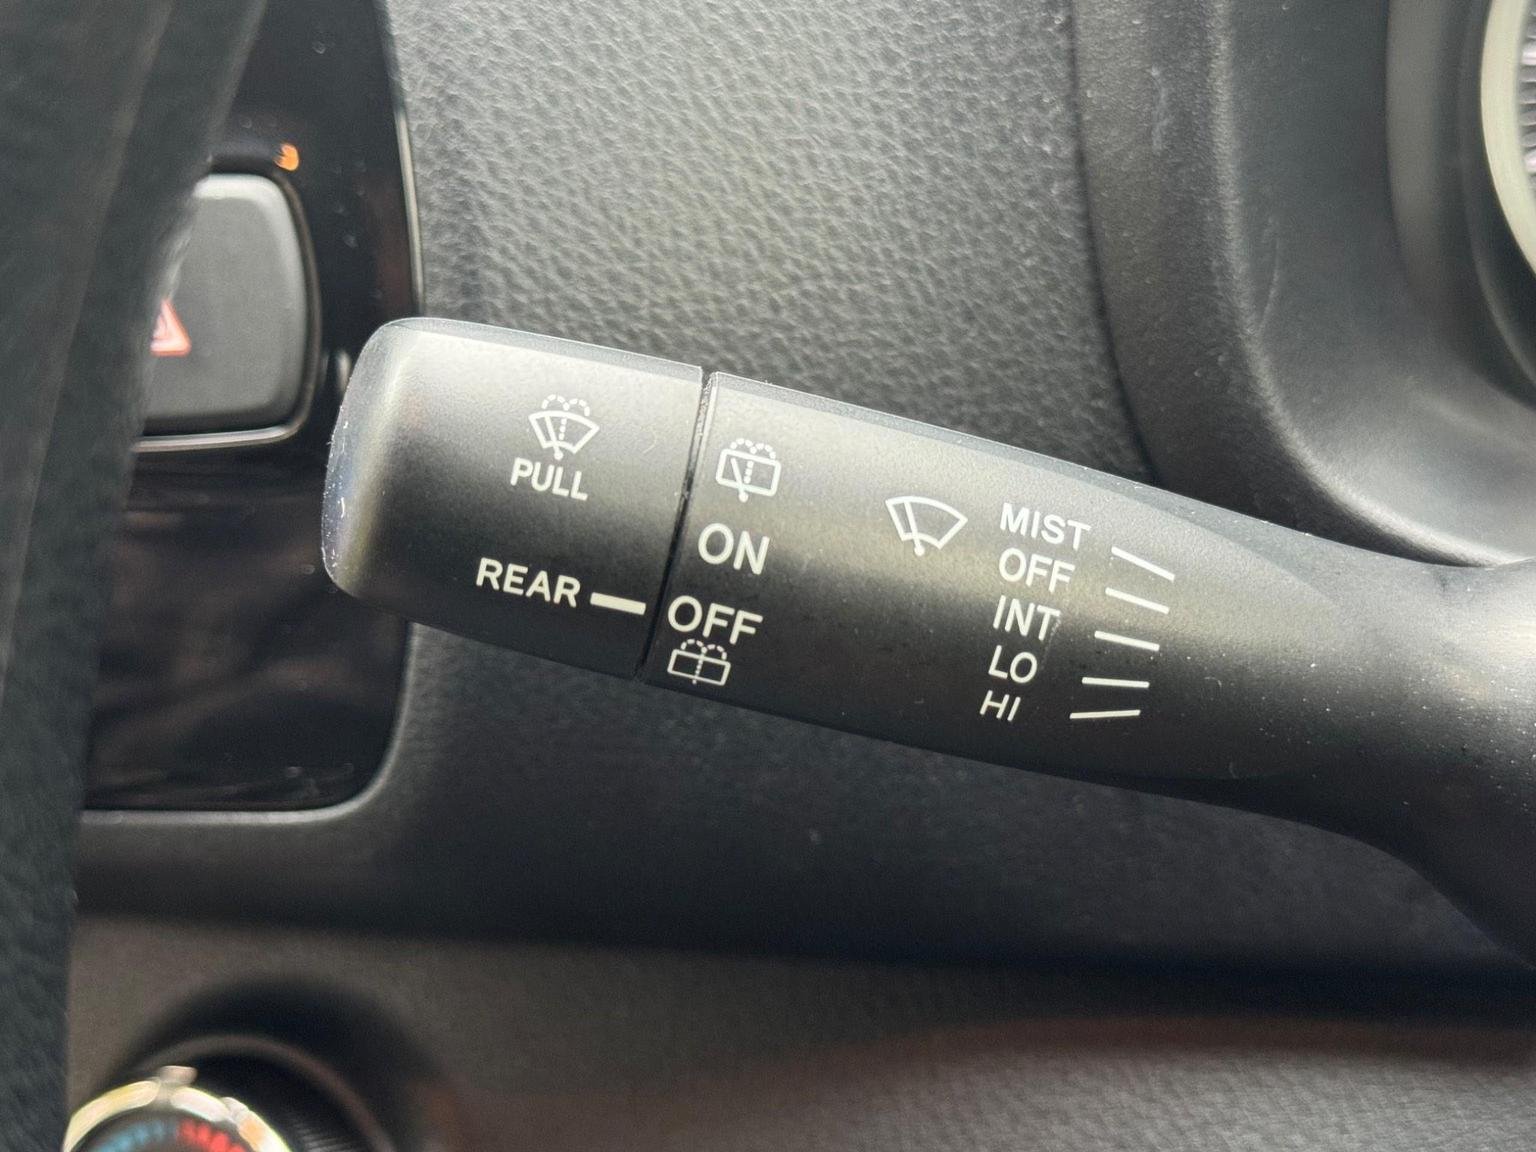 PULL
REAR
ON
OFF
MIST
OFF
INT
LO
HI